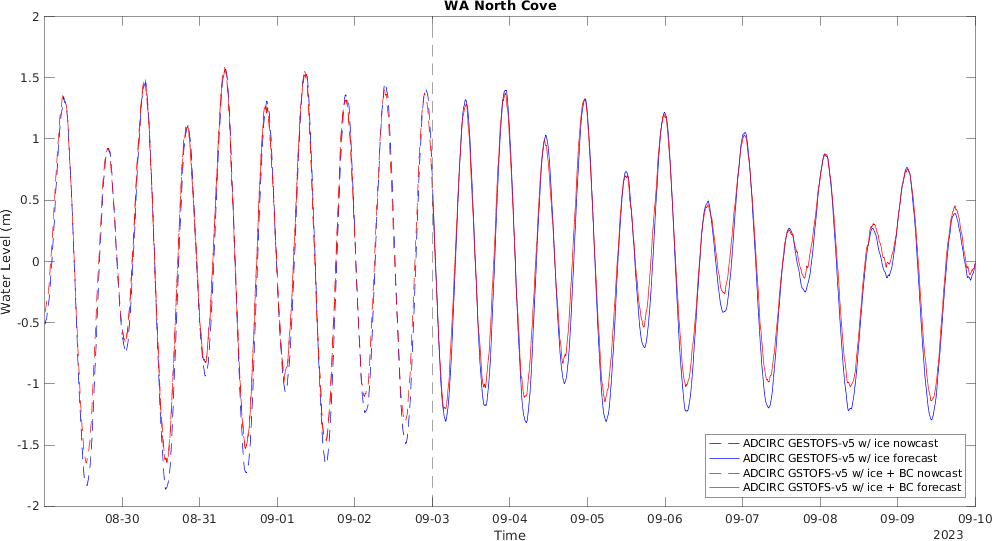 WA North Cove
2
1.5
1
0.5
0
-0.5
-1
-1.5
-2
Water Level (m)
08-30 08-31 09-01 09-02 09-03 09-04 09-05 09-06 09-07 09-08 09-09 09-10
Time
2023
ADCIRC GESTOFS-v5 w/ ice nowcast
ADCIRC GESTOFS-v5 w/ ice forecast
ADCIRC GSTOFS-v5 w/ ice + BC nowcast
ADCIRC GSTOFS-v5 w/ ice + BC forecast